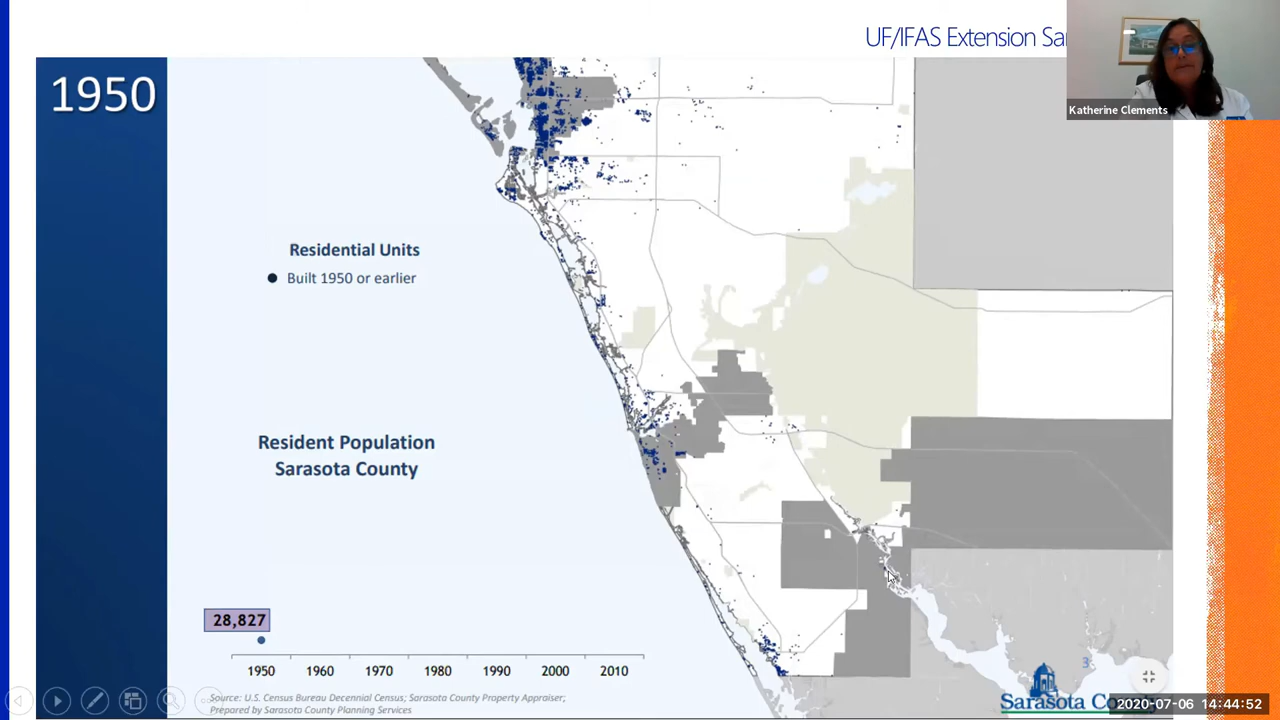 UF/IFAS Extension
Katherine Clements
1950
Residential Units
Built 1950 or earlier
Resident Population
Sarasota County
28,827
1950 1960 1970 1980 1990 2000 2010
Source: U.S. Census Bureau Decennial Census; Sarasota County Property Appraiser;
Prepared by Sarasota County Planning Services
3
Sarasota
2020-07-06 14:44:52